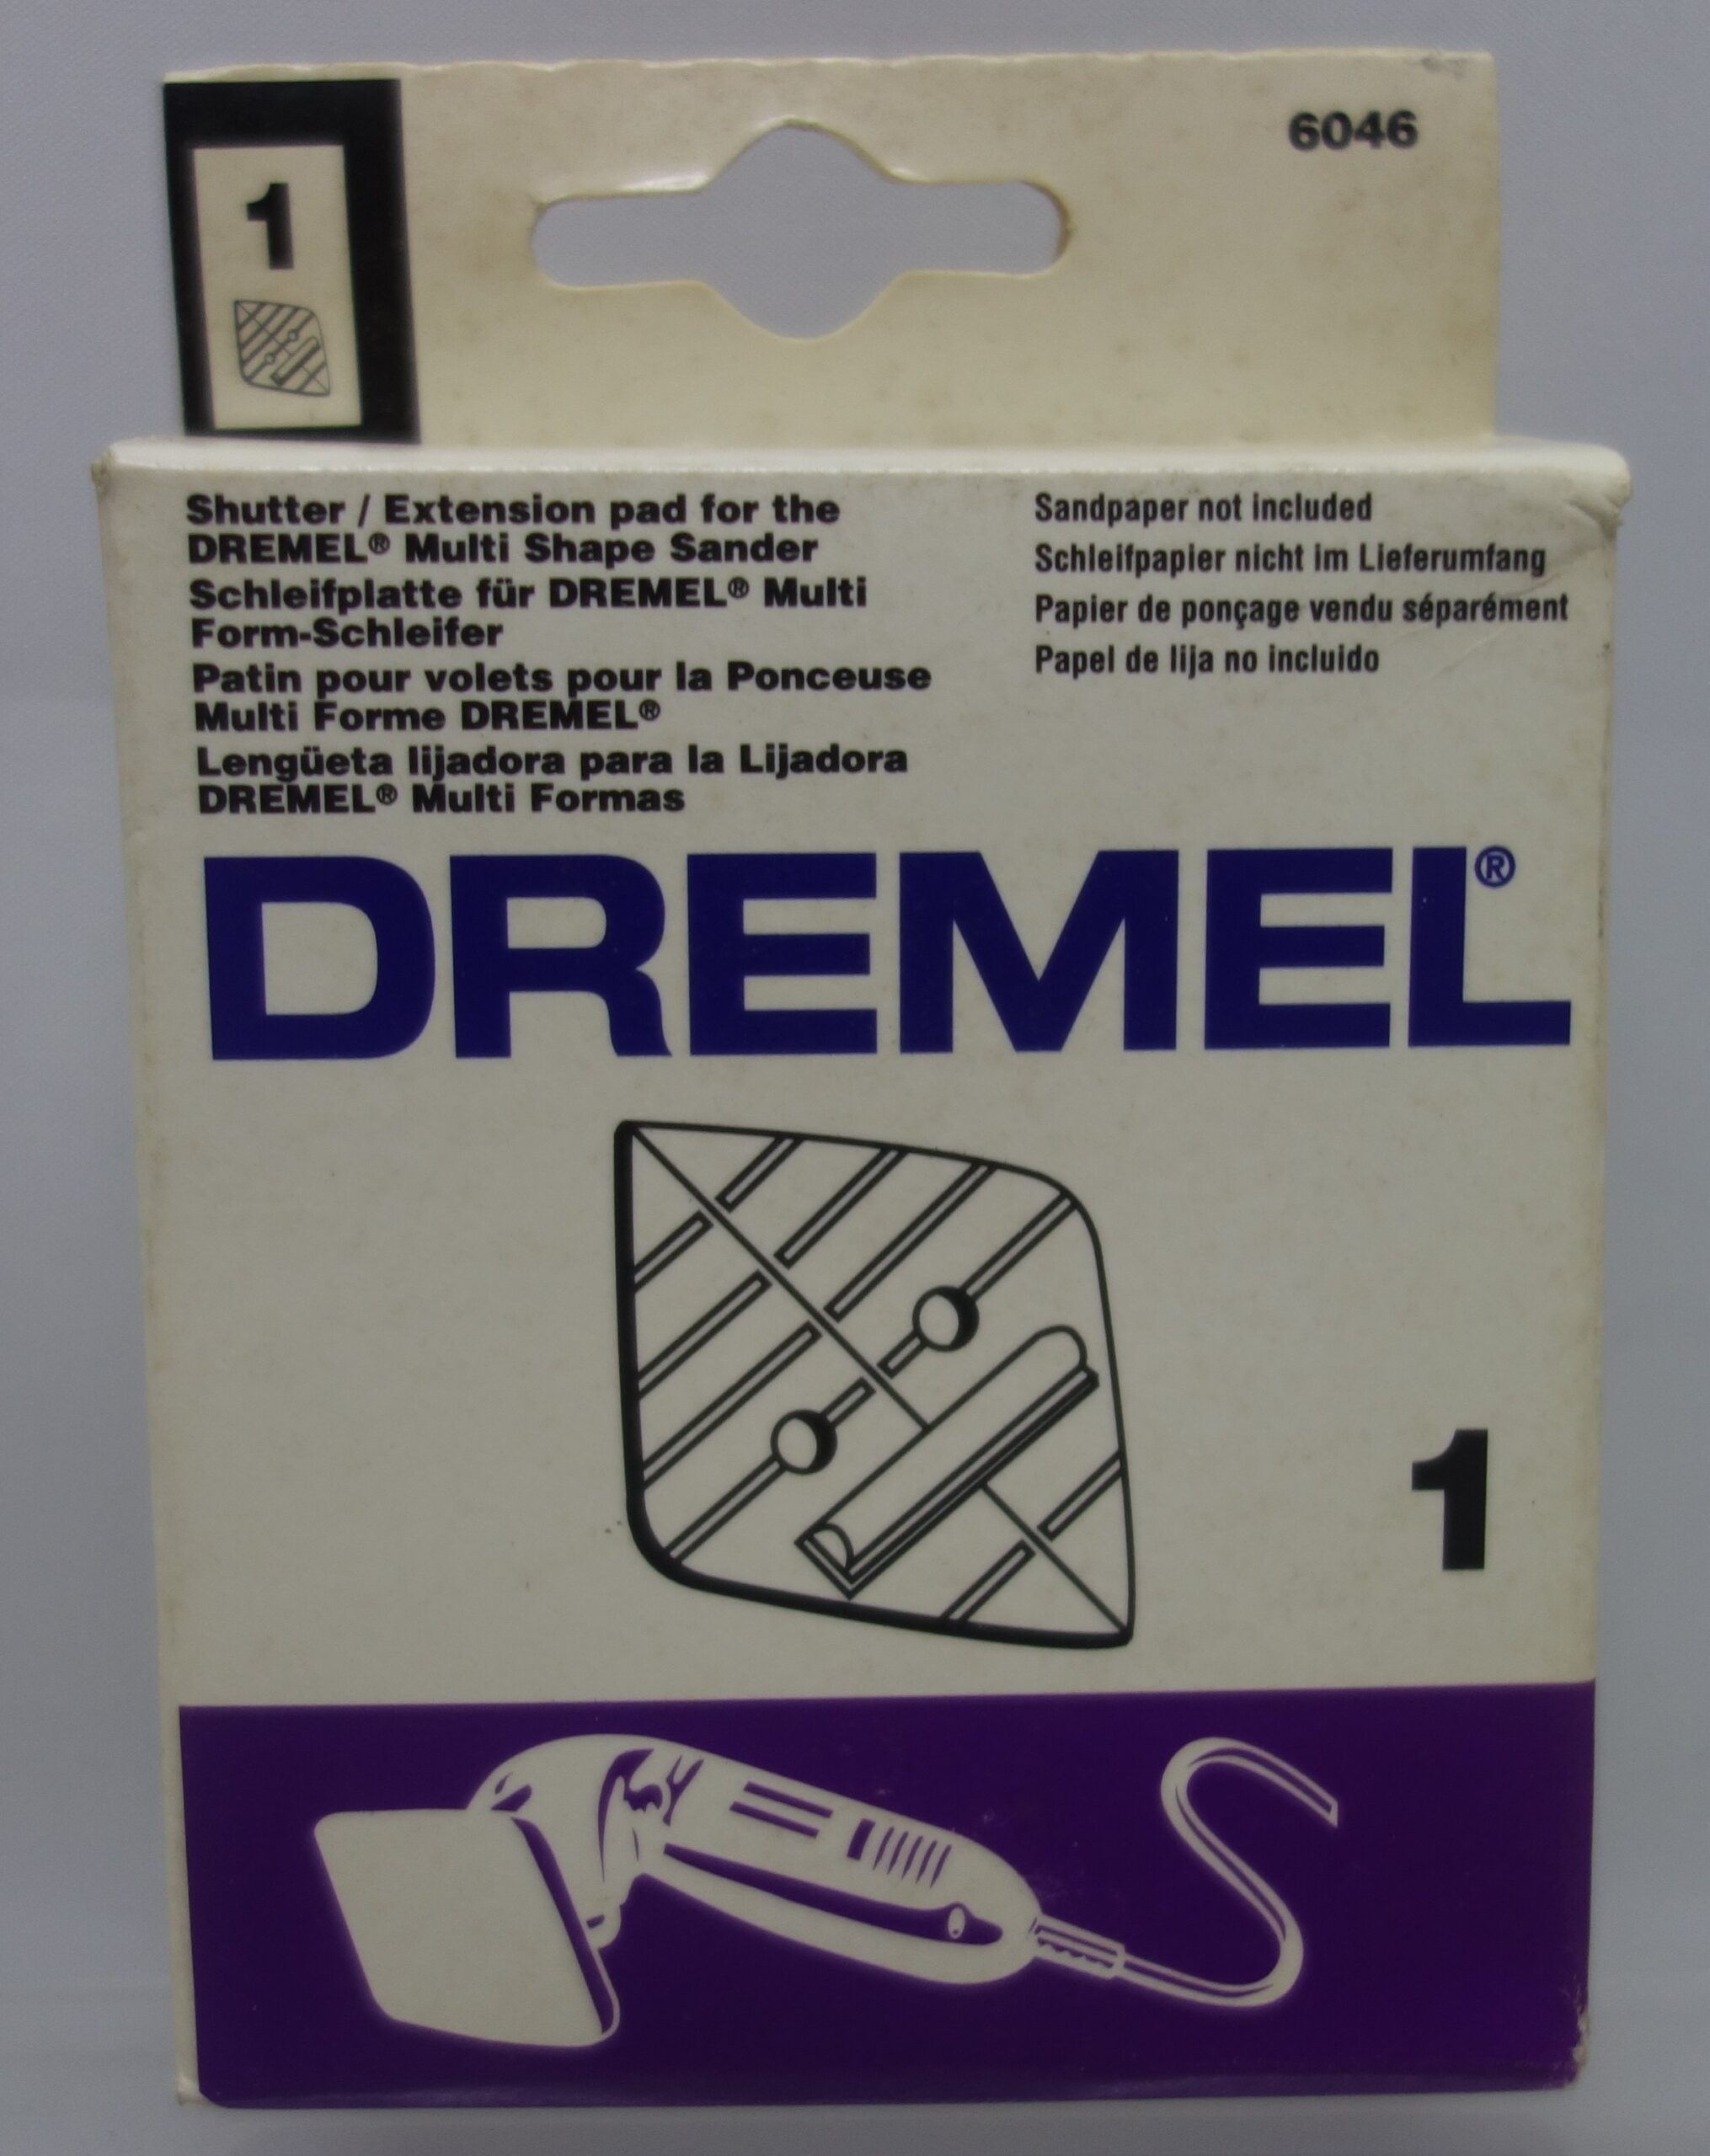 6046
1
Shutter / Extension pad for the
DREMEL® Multi Shape Sander
Schleifplatte für DREMEL® Multi
Form-Schleifer
Patin pour volets pour la Ponceuse
Multi Forme DREMEL®
Lengüeta lijadora para la Lijadora
DREMEL® Multi Formas
Sandpaper not included
Schleifpapier nicht im Lieferumfang
Papier de ponçage vendu séparément
Papel de lija no incluido
DREMEL®
1